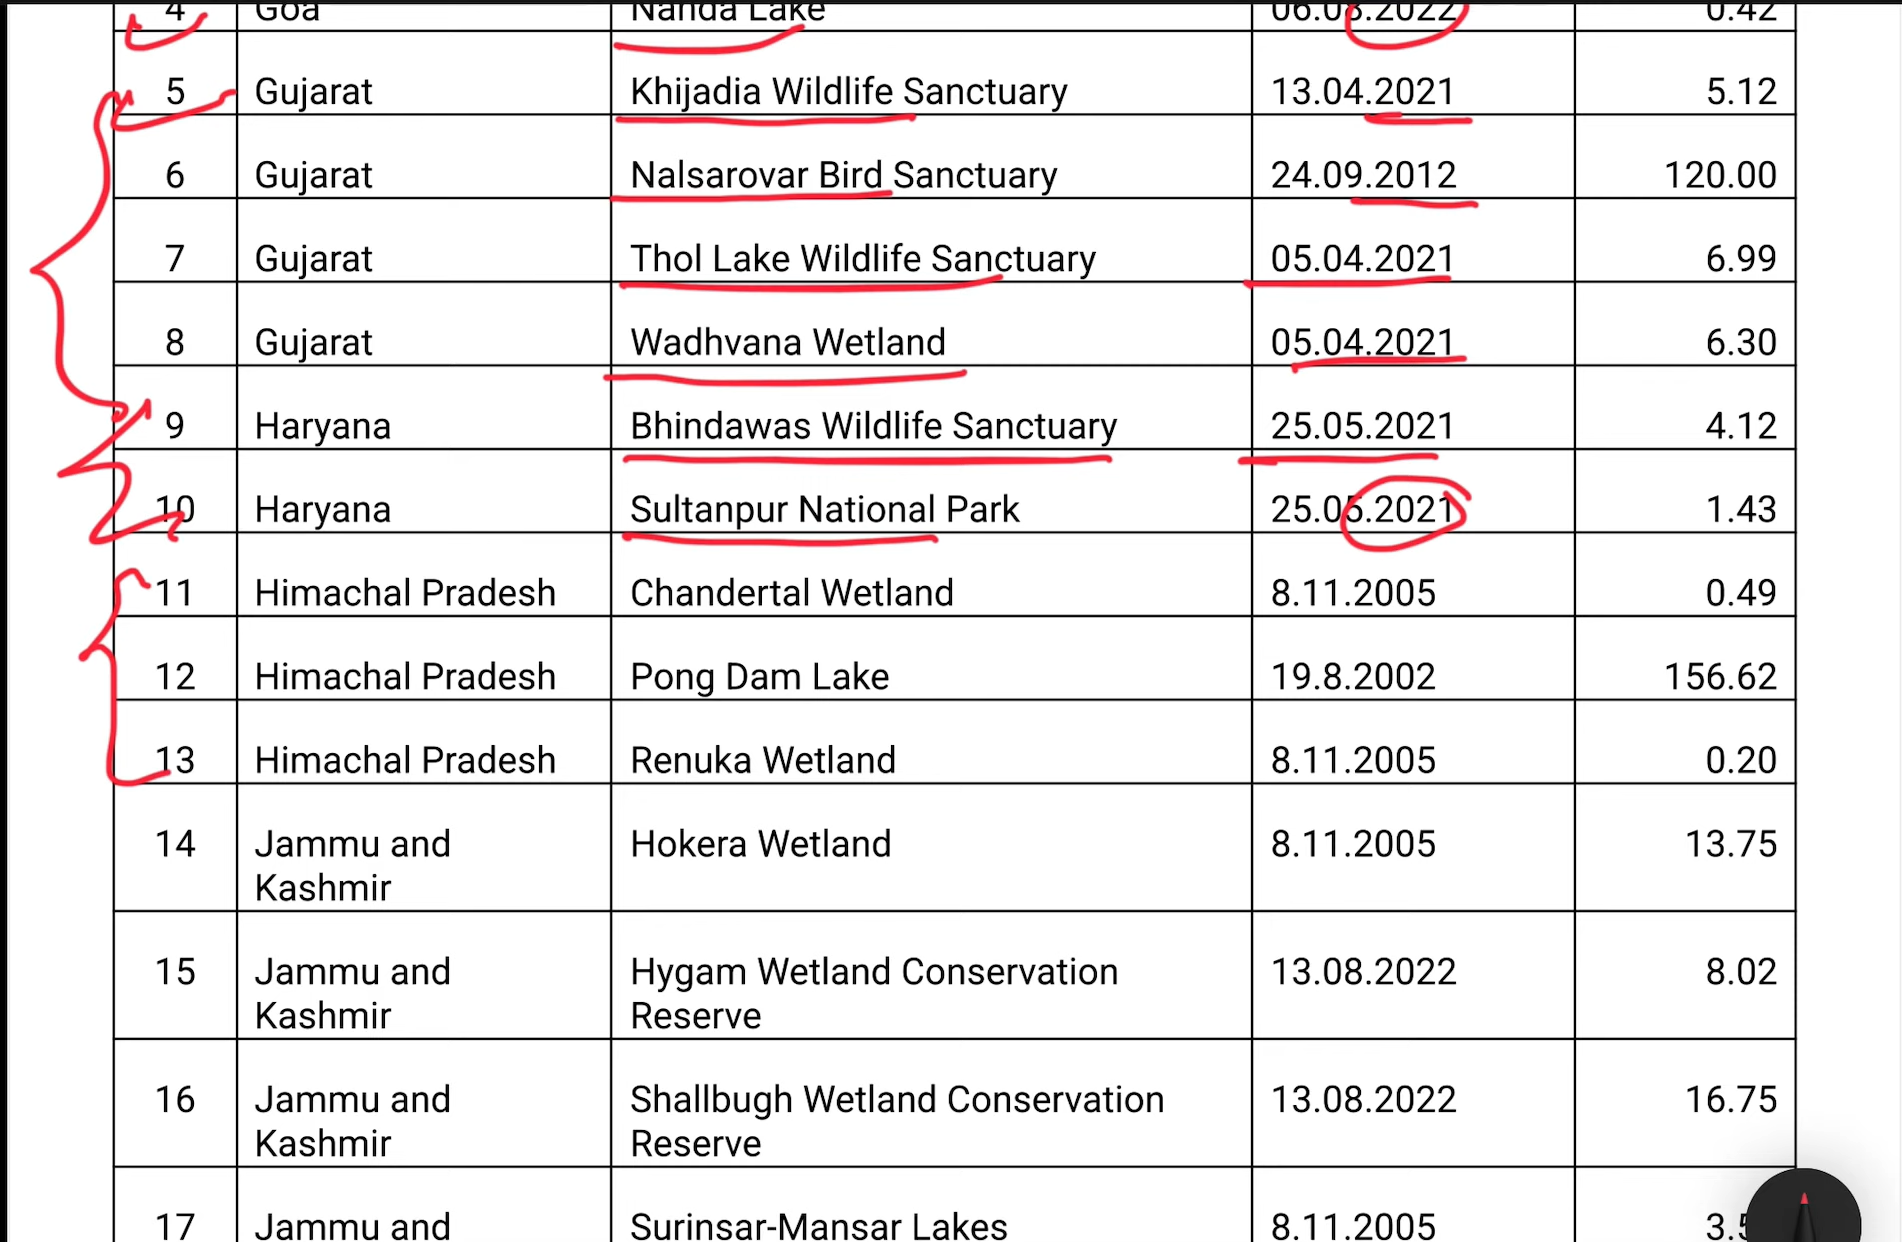 4 Goa Nanda Lake 06.08.2022 0.42
5 Gujarat Khijadia Wildlife Sanctuary 13.04.2021 5.12
6 Gujarat Nalsarovar Bird Sanctuary 24.09.2012 120.00
7 Gujarat Thol Lake Wildlife Sanctuary 05.04.2021 6.99
8 Gujarat Wadhvana Wetland 05.04.2021 6.30
9 Haryana Bhindawas Wildlife Sanctuary 25.05.2021 4.12
10 Haryana Sultanpur National Park 25.05.2021 1.43
11 Himachal Pradesh Chandertal Wetland 8.11.2005 0.49
12 Himachal Pradesh Pong Dam Lake 19.8.2002 156.62
13 Himachal Pradesh Renuka Wetland 8.11.2005 0.20
14 Jammu and Hokera Wetland 8.11.2005 13.75
Kashmir
15 Jammu and Hygam Wetland Conservation 13.08.2022 8.02
Kashmir Reserve
16 Jammu and Shallbugh Wetland Conservation 13.08.2022 16.75
Kashmir Reserve
17 Jammu and Surinsar-Mansar Lakes 8.11.2005